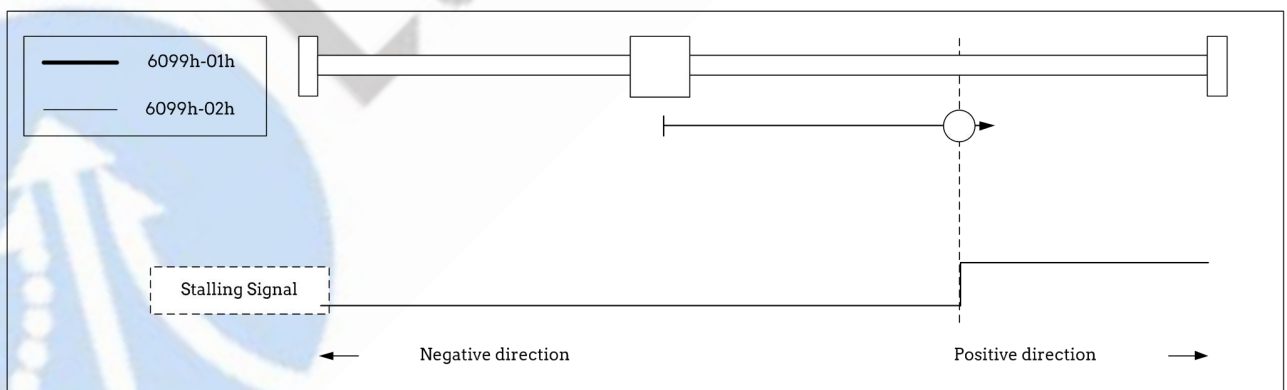 6099h-01h
6099h-02h
Stalling Signal
Negative direction
Positive direction